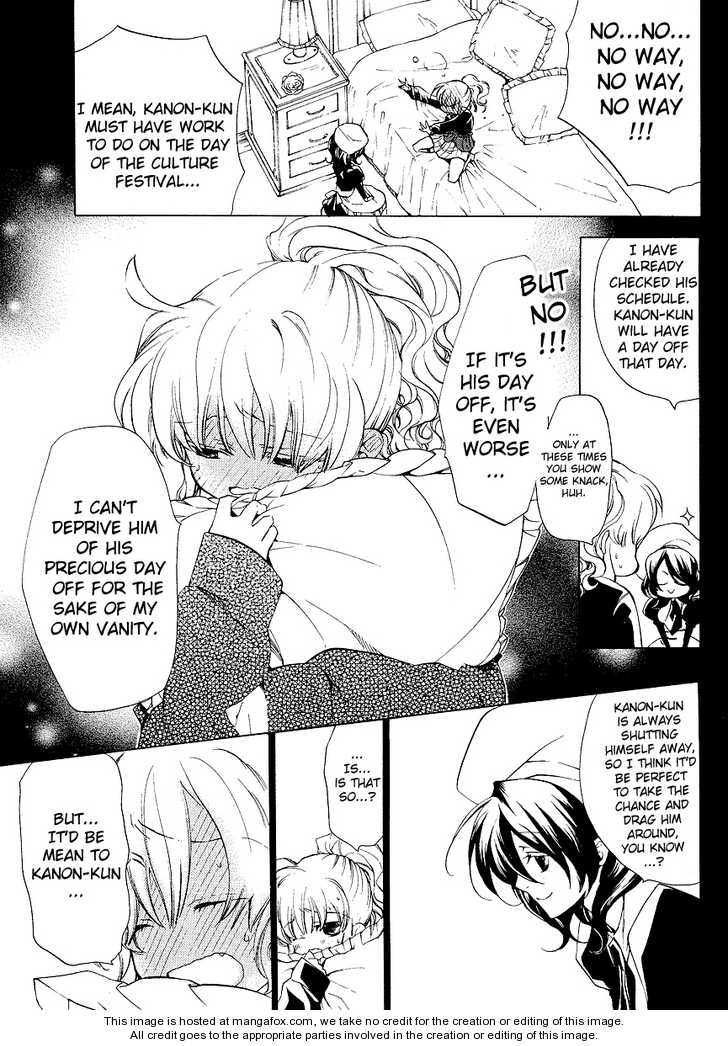 NO...NO...
NO WAY,
NO WAY,
NO WAY
!!!
I MEAN, KANON-KUN
MUST HAVE WORK
TO DO ON THE DAY
OF THE CULTURE
FESTIVAL...
I HAVE
ALREADY
CHECKED HIS
SCHEDULE.
KANON-KUN
WILL HAVE
A DAY OFF
THAT DAY.
...
ONLY AT
THESE TIMES
YOU SHOW
SOME KNACK,
HUH.
BUT
NO
!!!
IF IT'S
HIS DAY
OFF, IT'S
EVEN
WORSE
...
I CAN'T
DEPRIVE HIM
OF HIS
PRECIOUS DAY
OFF FOR THE
SAKE OF MY
OWN VANITY.
KANON-KUN
IS ALWAYS
SHUTTING
HIMSELF AWAY,
SO I THINK IT'D
BE PERFECT
TO TAKE THE
CHANCE AND
DRAG HIM
AROUND,
YOU KNOW
...?
...
IS...
IS THAT
SO...?
BUT...
IT'D BE
MEAN TO
KANON-KUN
This image is hosted at mangafox.com, we take no credit for the creation or editing of this image.
All credit goes to the appropriate parties involved in the creation or editing of this image.